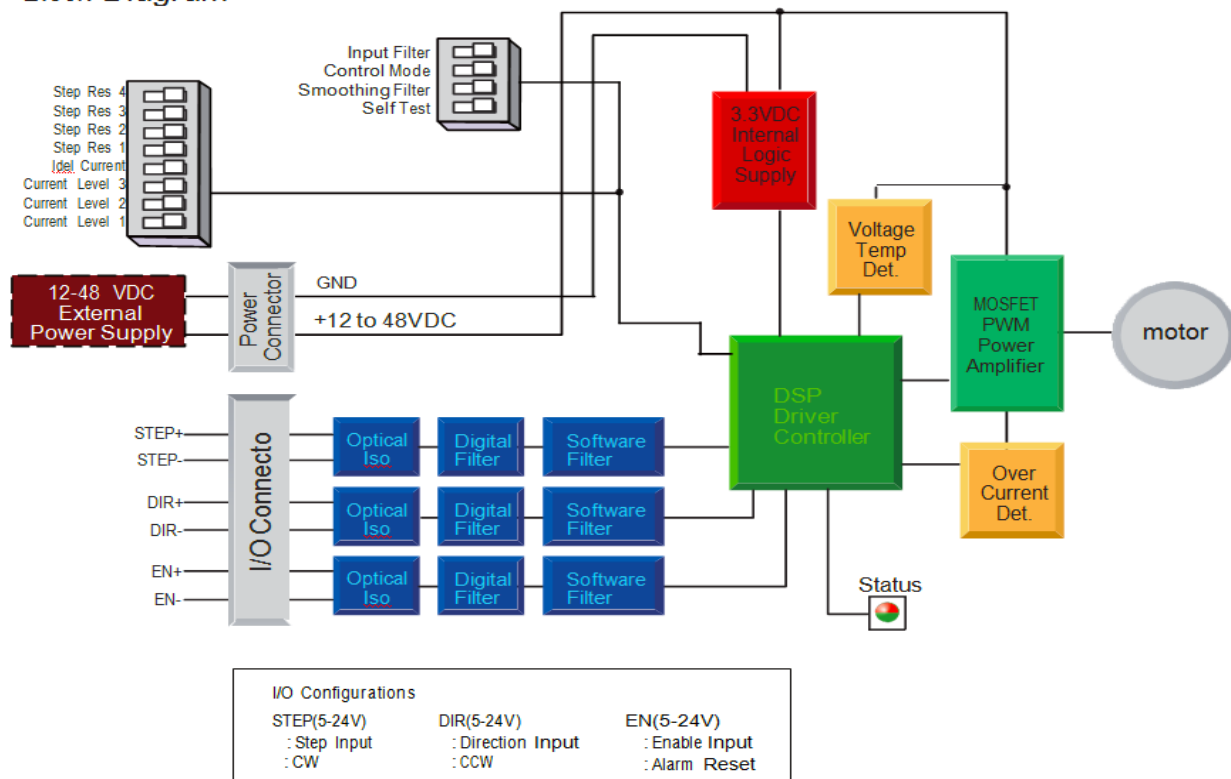 Input Filter
Control Mode
Smoothing Filter
Self Test
Step Res 4
Step Res 3
Step Res 2
Step Res 1
Idel Current
Current Level 3
Current Level 2
Current Level 1
3.3VDC
Internal
Logic
Supply
Voltage
Temp
Det.
12-48 VDC
External
Power Supply
Power
Connector
GND
+12 to 48VDC
MOSFET
PWM
Power
Amplifier
motor
DSP
Driver
Controller
Over
Current
Det.
STEP+
STEP-
DIR+
DIR-
EN+
EN-
I/O Connecto
Optical
Iso
Digital
Filter
Software
Filter
Optical
Iso
Digital
Filter
Software
Filter
Optical
Iso
Digital
Filter
Software
Filter
Status
I/O Configurations
STEP(5-24V) DIR(5-24V) EN(5-24V)
: Step Input : Direction Input : Enable Input
: CW : CCW : Alarm Reset